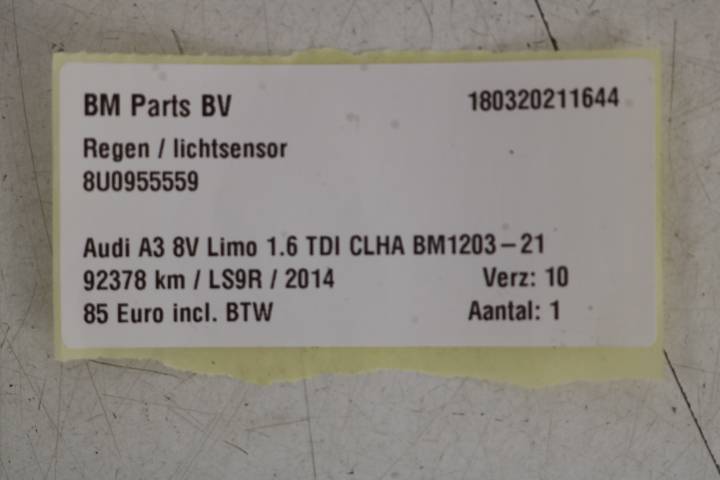 BM Parts BV 180320211644
Regen / lichtsensor
8U0955559
Audi A3 8V Limo 1.6 TDI CLHA BM1203-21
92378 km / LS9R / 2014 Verz: 10
85 Euro incl. BTW Aantal: 1